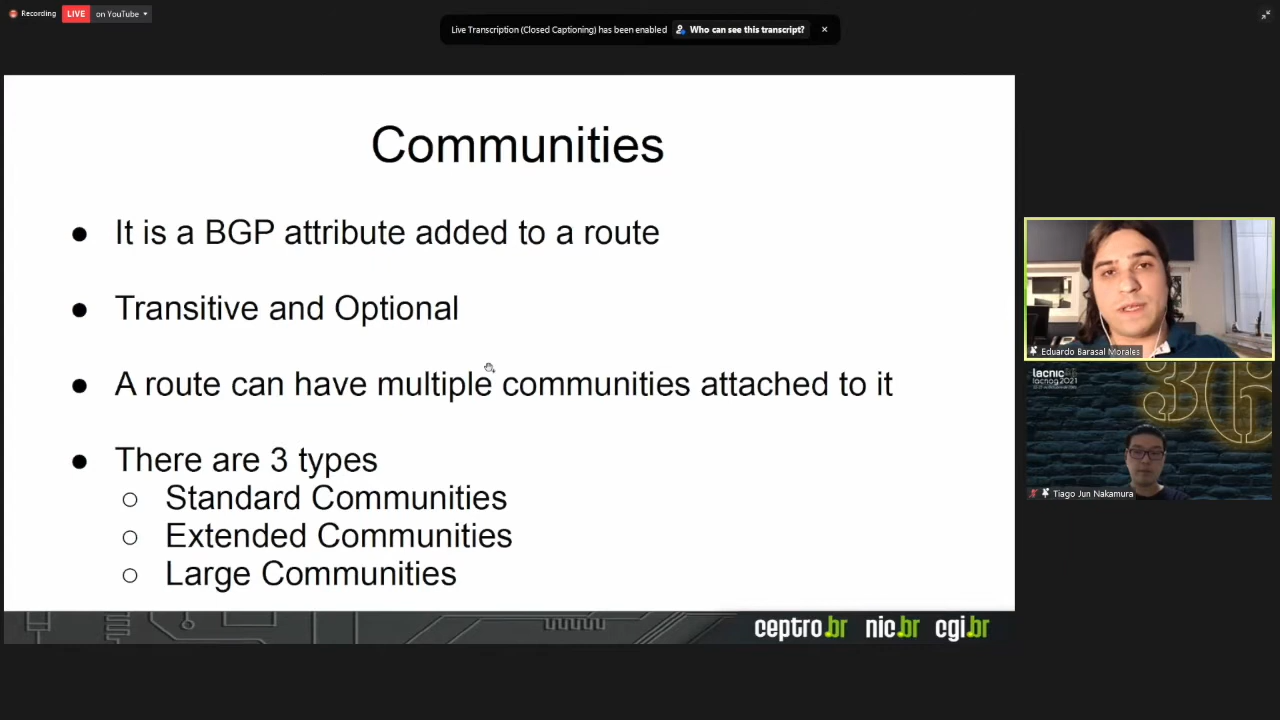 Recording
LIVE on YouTube
Live Transcription (Closed Captioning) has been enabled Who can see this transcript?
Communities
● It is a BGP attribute added to a route
● Transitive and Optional
● A route can have multiple communities attached to it
● There are 3 types
○ Standard Communities
○ Extended Communities
○ Large Communities
ceptro.br nic.br cgi.br
Eduardo Barasal Morales
lacnic36
lacnog2021
36
Tiago Jun Nakamura